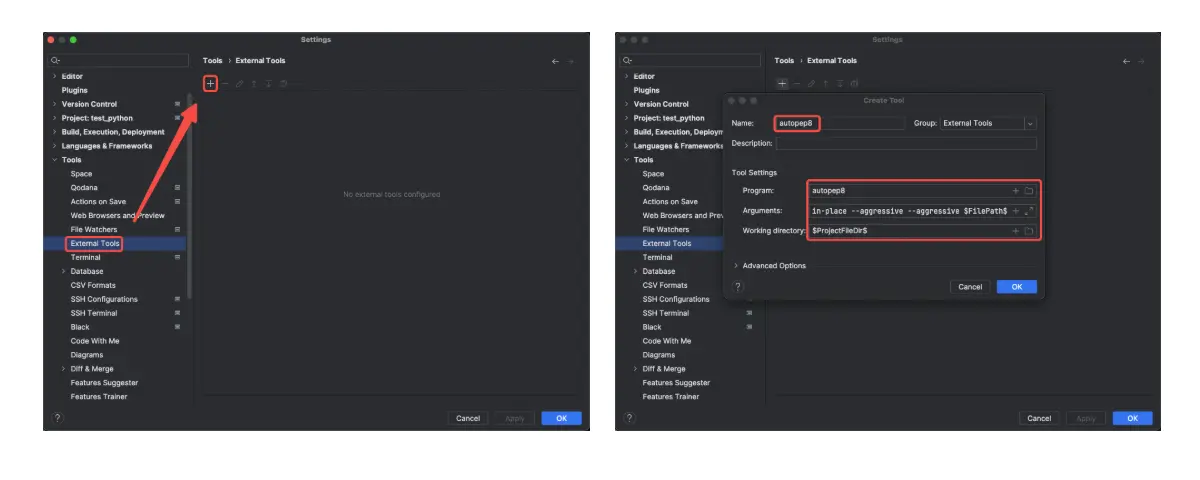 Settings
Tools › External Tools
Editor
Plugins
Version Control
Project: test_python
Build, Execution, Deployment
Languages & Frameworks
Tools
Space
Qodana
Actions on Save
Web Browsers and Preview
File Watchers
External Tools
Terminal
Database
CSV Formats
SSH Configurations
SSH Terminal
Black
Code With Me
Diagrams
Diff & Merge
Features Suggester
Features Trainer
No external tools configured
?
Cancel
Apply
OK
Settings
Tools › External Tools
Editor
Plugins
Version Control
Project: test_python
Build, Execution, Deploym
Languages & Frameworks
Tools
Space
Qodana
Actions on Save
Web Browsers and Prev
File Watchers
External Tools
Terminal
Database
CSV Formats
SSH Configurations
SSH Terminal
Black
Code With Me
Diagrams
Diff & Merge
Features Suggester
Features Trainer
Create Tool
Name: autopep8 Group: External Tools
Description:
Tool Settings
Program: autopep8
Arguments: in-place --aggressive --aggressive $FilePath$
Working directory: $ProjectFileDir$
Advanced Options
?
Cancel
OK
?
Cancel
Apply
OK